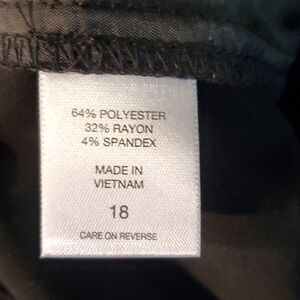 64% POLYESTER
32% RAYON
4% SPANDEX
MADE IN
VIETNAM
18
CARE ON REVERSE